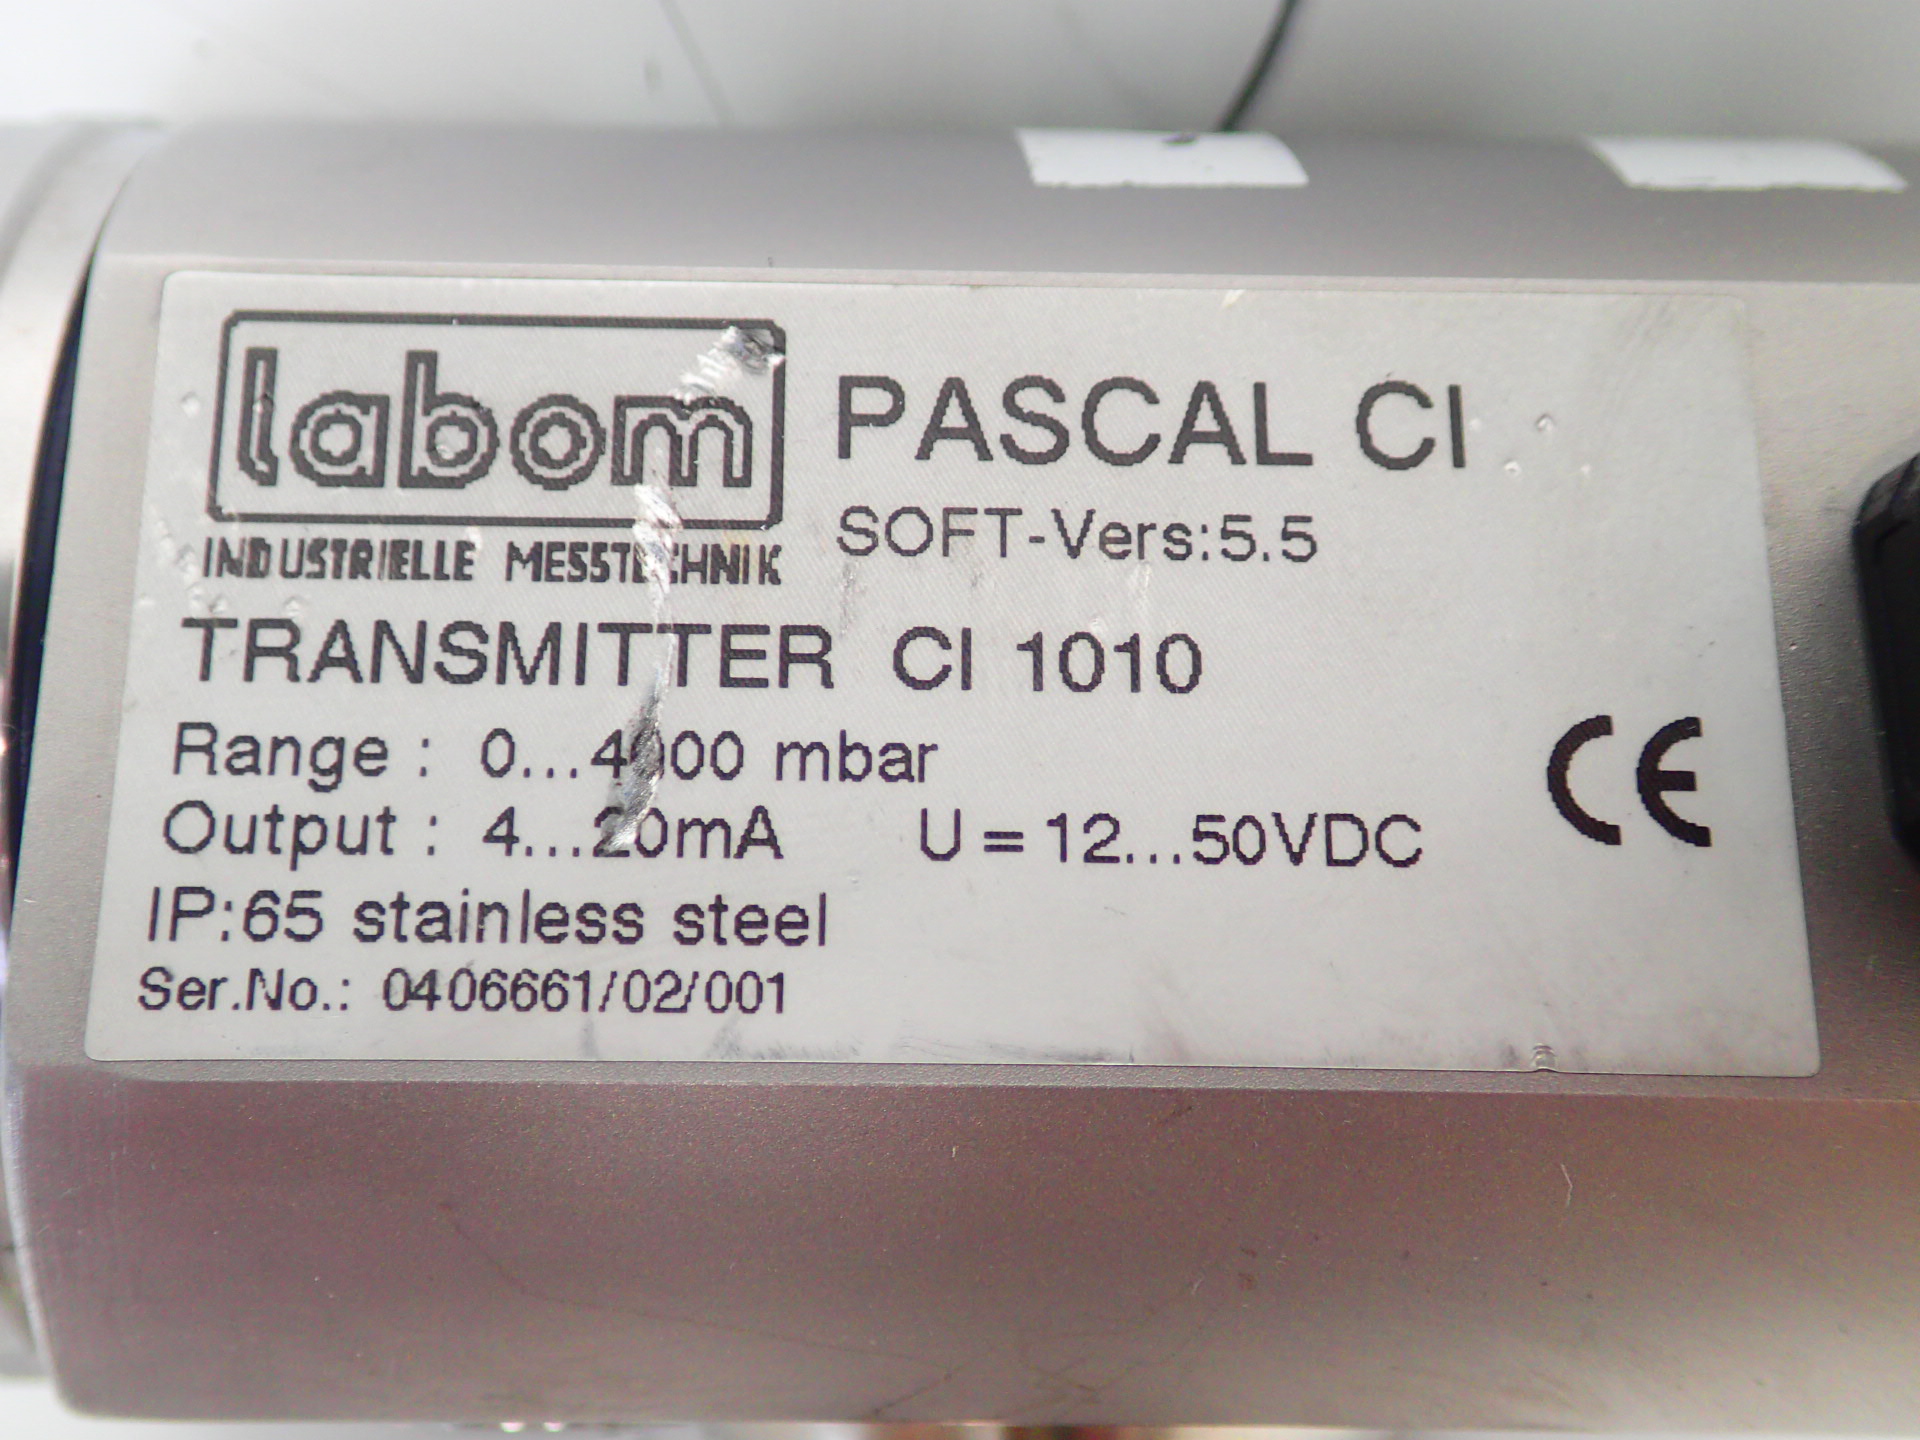 labom PASCAL CI
INDUSTRIELLE MESSTECHNIK SOFT-Vers:5.5
TRANSMITTER CI 1010
Range : 0...4000 mbar
Output : 4...20mA U = 12...50VDC
IP:65 stainless steel
Ser.No.: 0406661/02/001
CE